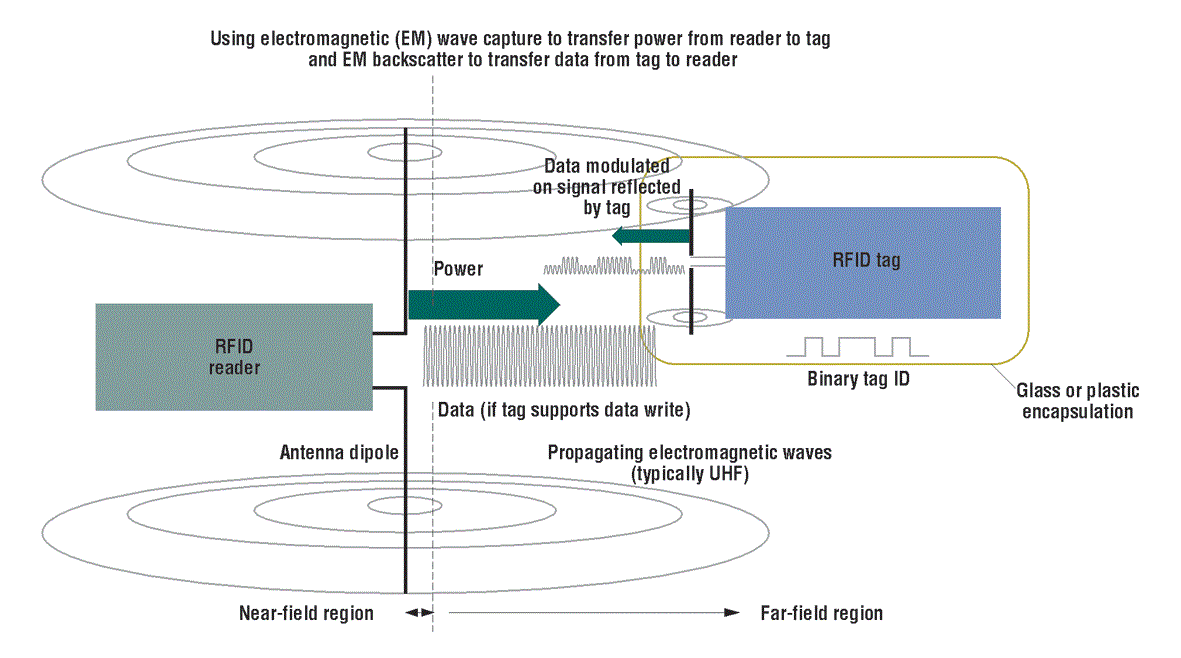 Using electromagnetic (EM) wave capture to transfer power from reader to tag
and EM backscatter to transfer data from tag to reader
Data modulated
on signal reflected
by tag
Power
RFID tag
RFID
reader
Binary tag ID
Glass or plastic
encapsulation
Data (if tag supports data write)
Antenna dipole
Propagating electromagnetic waves
(typically UHF)
Near-field region
Far-field region